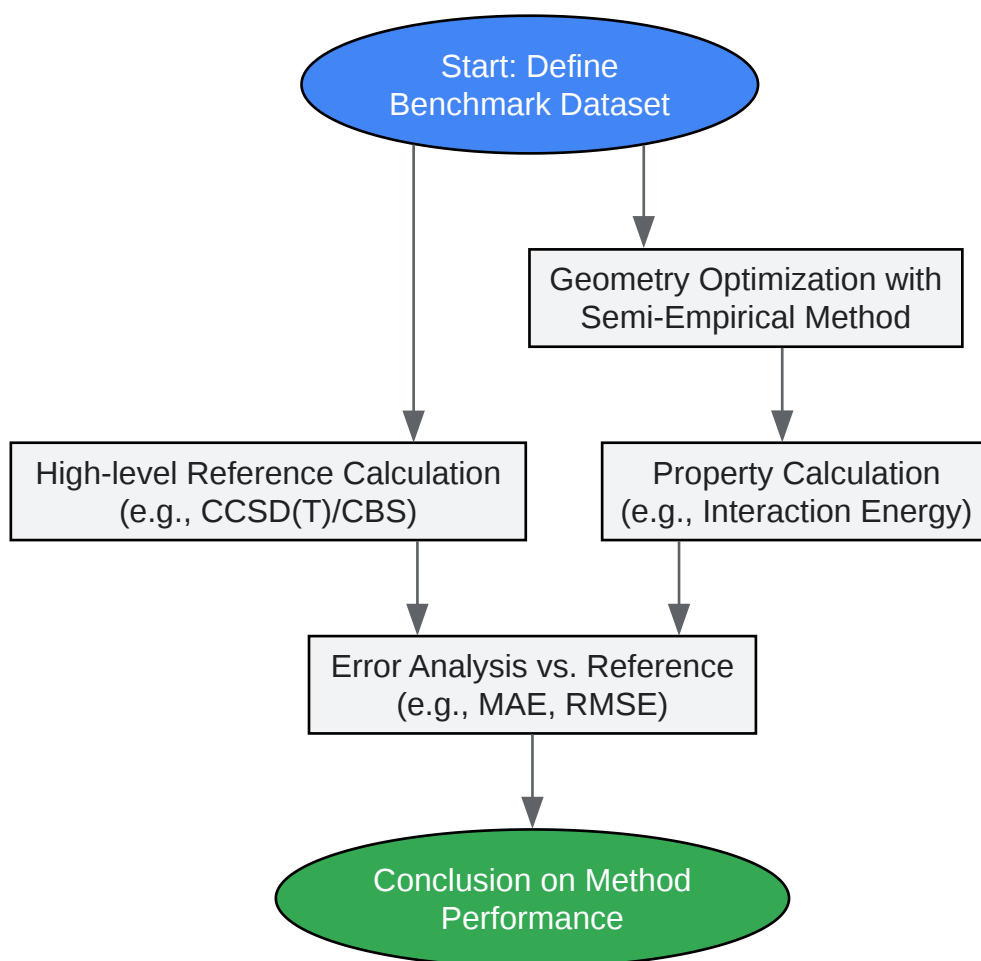 Start: Define
Benchmark Dataset
Geometry Optimization with
Semi-Empirical Method
High-level Reference Calculation
(e.g., CCSD(T)/CBS)
Property Calculation
(e.g., Interaction Energy)
Error Analysis vs. Reference
(e.g., MAE, RMSE)
Conclusion on Method
Performance